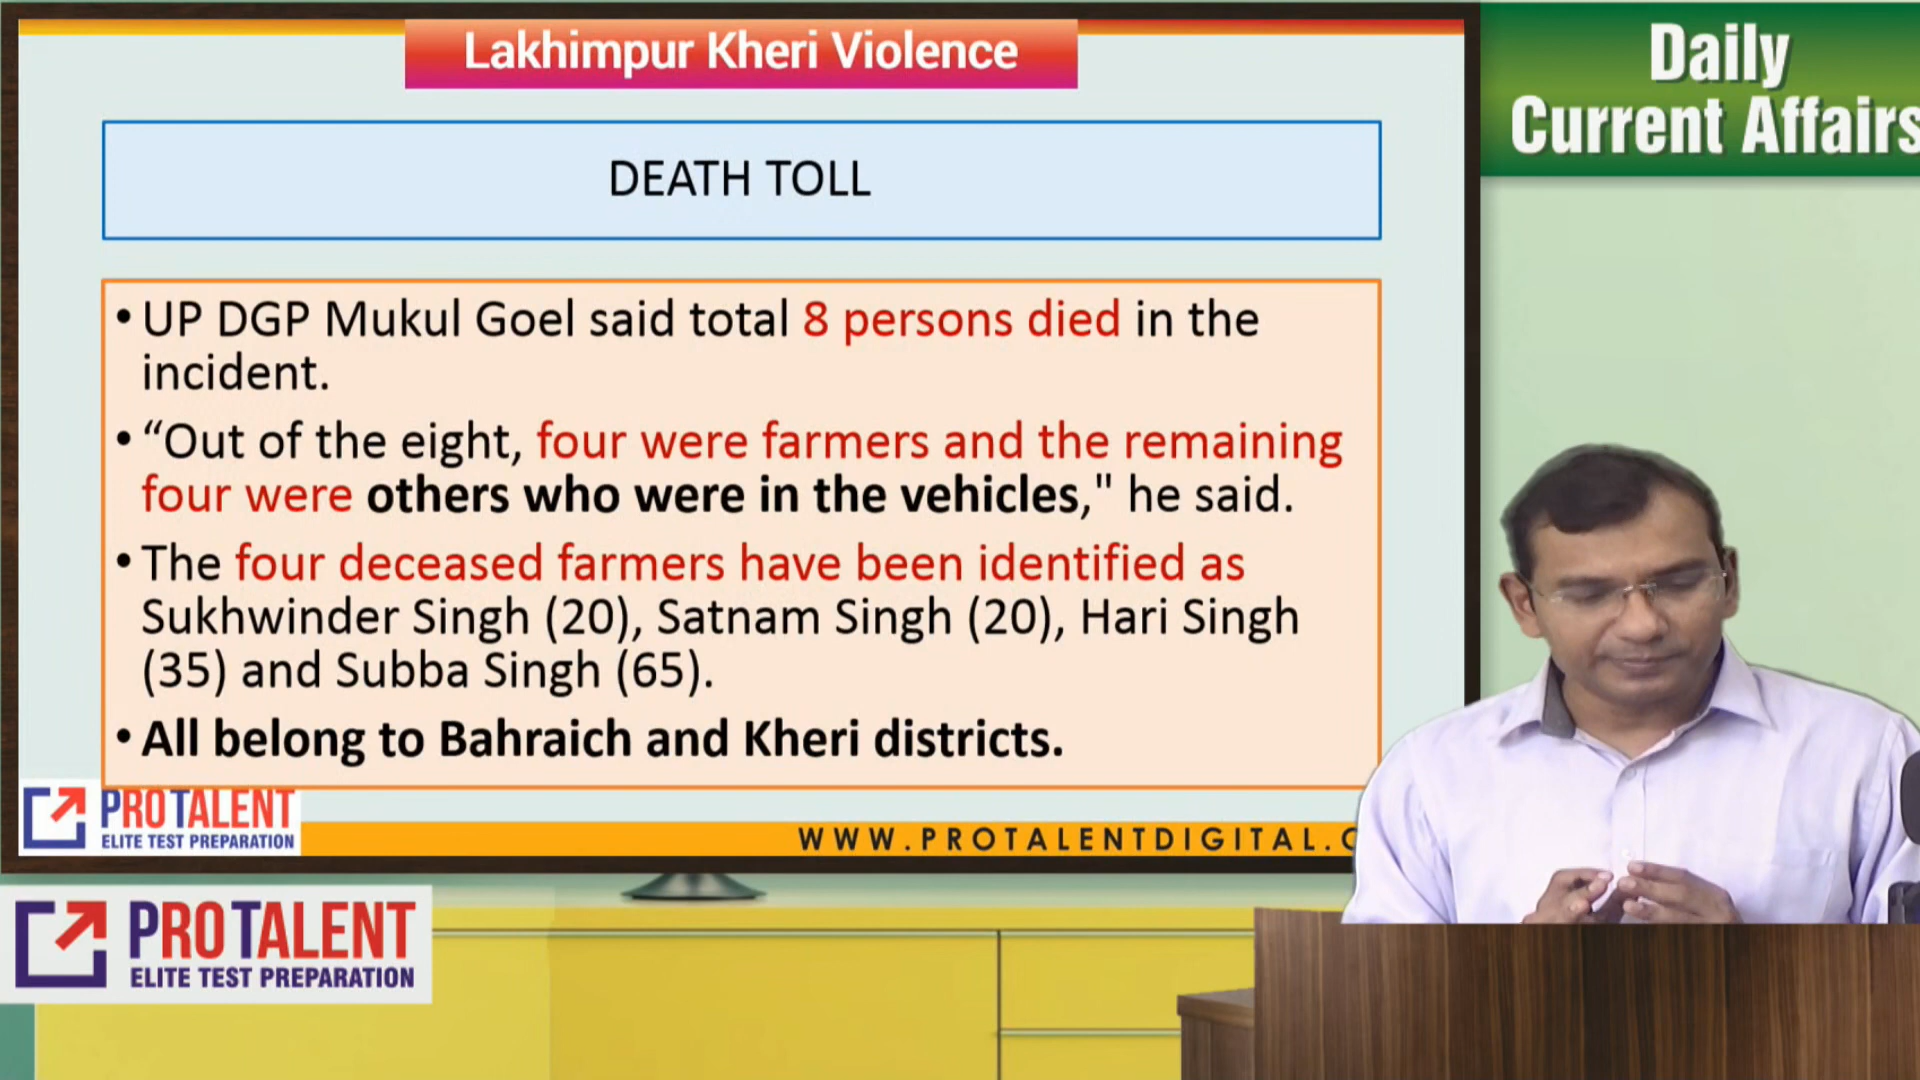 Lakhimpur Kheri Violence
Daily
Current Affairs
DEATH TOLL
• UP DGP Mukul Goel said total 8 persons died in the
incident.
• “Out of the eight, four were farmers and the remaining
four were others who were in the vehicles," he said.
• The four deceased farmers have been identified as
Sukhwinder Singh (20), Satnam Singh (20), Hari Singh
(35) and Subba Singh (65).
• All belong to Bahraich and Kheri districts.
PROTALENT
ELITE TEST PREPARATION
WWW.PROTALENTDIGITAL.C
PROTALENT
ELITE TEST PREPARATION